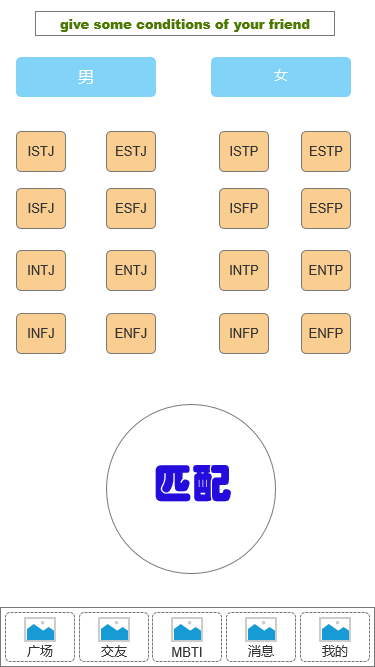 give some conditions of your friend
男 女
ISTJ ESTJ ISTP ESTP
ISFJ ESFJ ISFP ESFP
INTJ ENTJ INTP ENTP
INFJ ENFJ INFP ENFP
匹配
广场 交友 MBTI 消息 我的